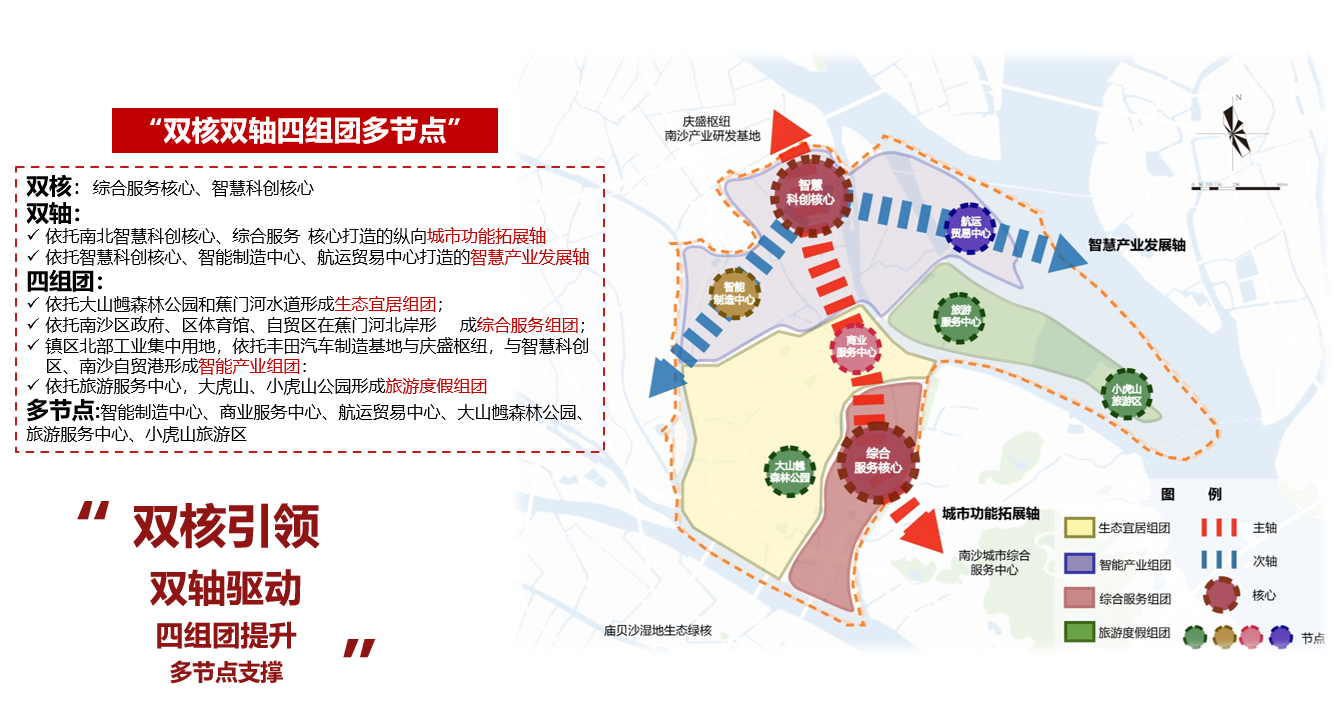 “双核双轴四组团多节点”
双核：综合服务核心、智慧科创核心
双轴：
✓ 依托南北智慧科创核心、综合服务 核心打造的纵向城市功能拓展轴
✓ 依托智慧科创核心、智能制造中心、航运贸易中心打造的智慧产业发展轴
四组团：
✓ 依托大山乸森林公园和蕉门河水道形成生态宜居组团；
✓ 依托南沙区政府、区体育馆、自贸区在蕉门河北岸形 成综合服务组团；
✓ 镇区北部工业集中用地，依托丰田汽车制造基地与庆盛枢纽，与智慧科创
区、南沙自贸港形成智能产业组团：
✓ 依托旅游服务中心，大虎山、小虎山公园形成旅游度假组团
多节点:智能制造中心、商业服务中心、航运贸易中心、大山乸森林公园、
旅游服务中心、小虎山旅游区
“双核引领
双轴驱动
四组团提升
多节点支撑”
庆盛枢纽
南沙产业研发基地
智慧
科创核心
航运
贸易中心
智慧产业发展轴
智能
制造中心
旅游
服务中心
商业
服务中心
小虎山
旅游区
综合
服务核心
大山乸
森林公园
城市功能拓展轴
南沙城市综合
服务中心
庙贝沙湿地生态绿核
N
图 例
生态宜居组团
智能产业组团
综合服务组团
旅游度假组团
主轴
次轴
核心
节点